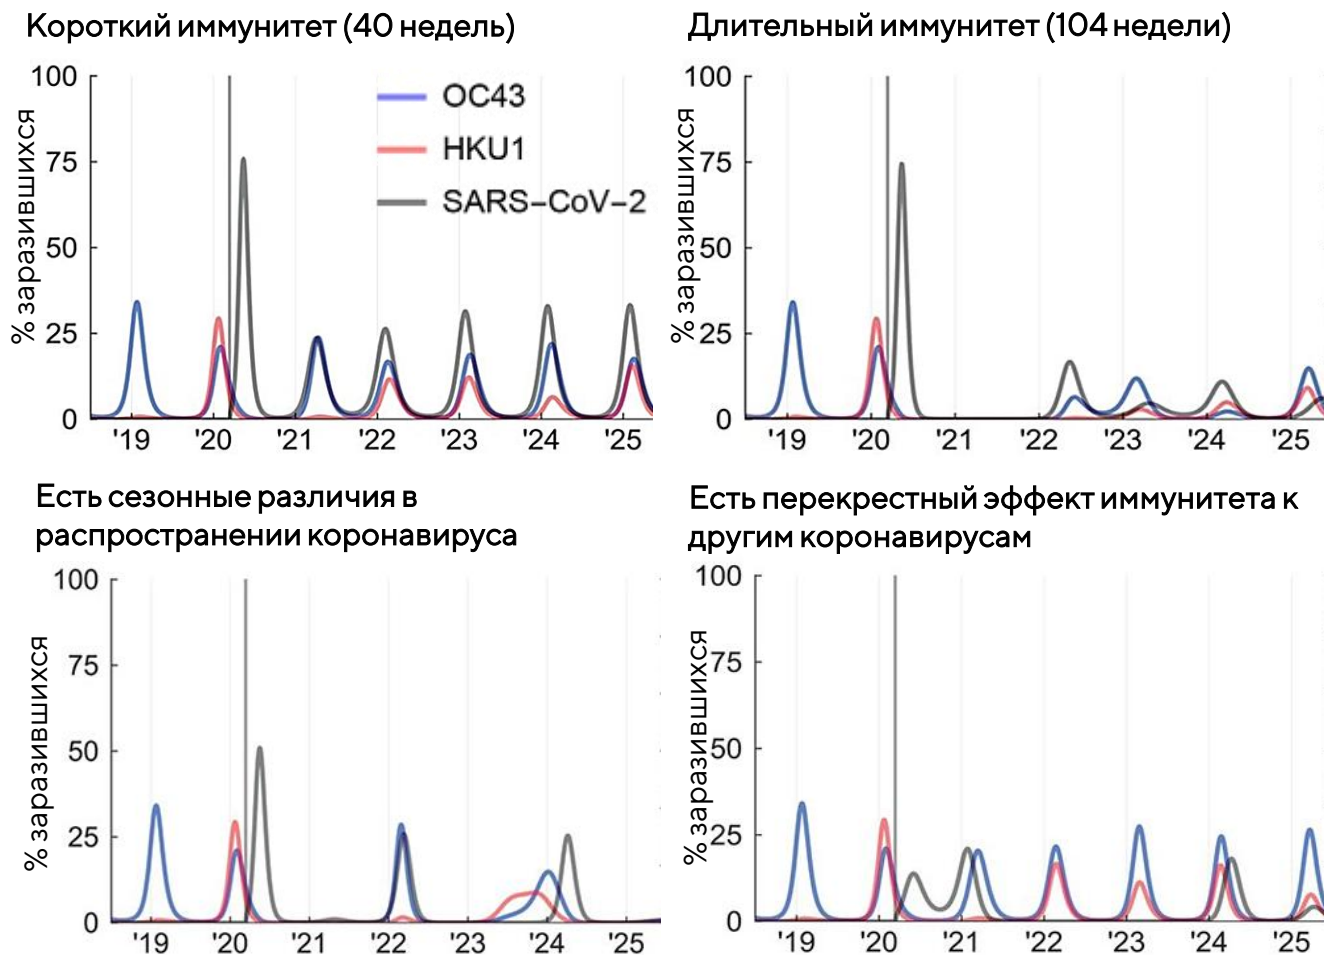 Короткий иммунитет (40 недель)
% заразившихся
100
75
50
25
0
'19 '20 '21 '22 '23 '24 '25
OC43
HKU1
SARS–CoV–2
Длительный иммунитет (104 недели)
% заразившихся
100
75
50
25
0
'19 '20 '21 '22 '23 '24 '25
Есть сезонные различия в
распространении коронавируса
% заразившихся
100
75
50
25
0
'19 '20 '21 '22 '23 '24 '25
Есть перекрестный эффект иммунитета к
другим коронавирусам
% заразившихся
100
75
50
25
0
'19 '20 '21 '22 '23 '24 '25